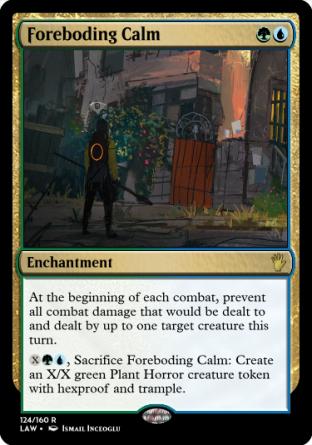 Foreboding Calm
Enchantment
At the beginning of each combat, prevent
all combat damage that would be dealt to
and dealt by up to one target creature this
turn.
X, Sacrifice Foreboding Calm: Create
an X/X green Plant Horror creature token
with hexproof and trample.
124/160 R
LAW • Ismail Inceoglu